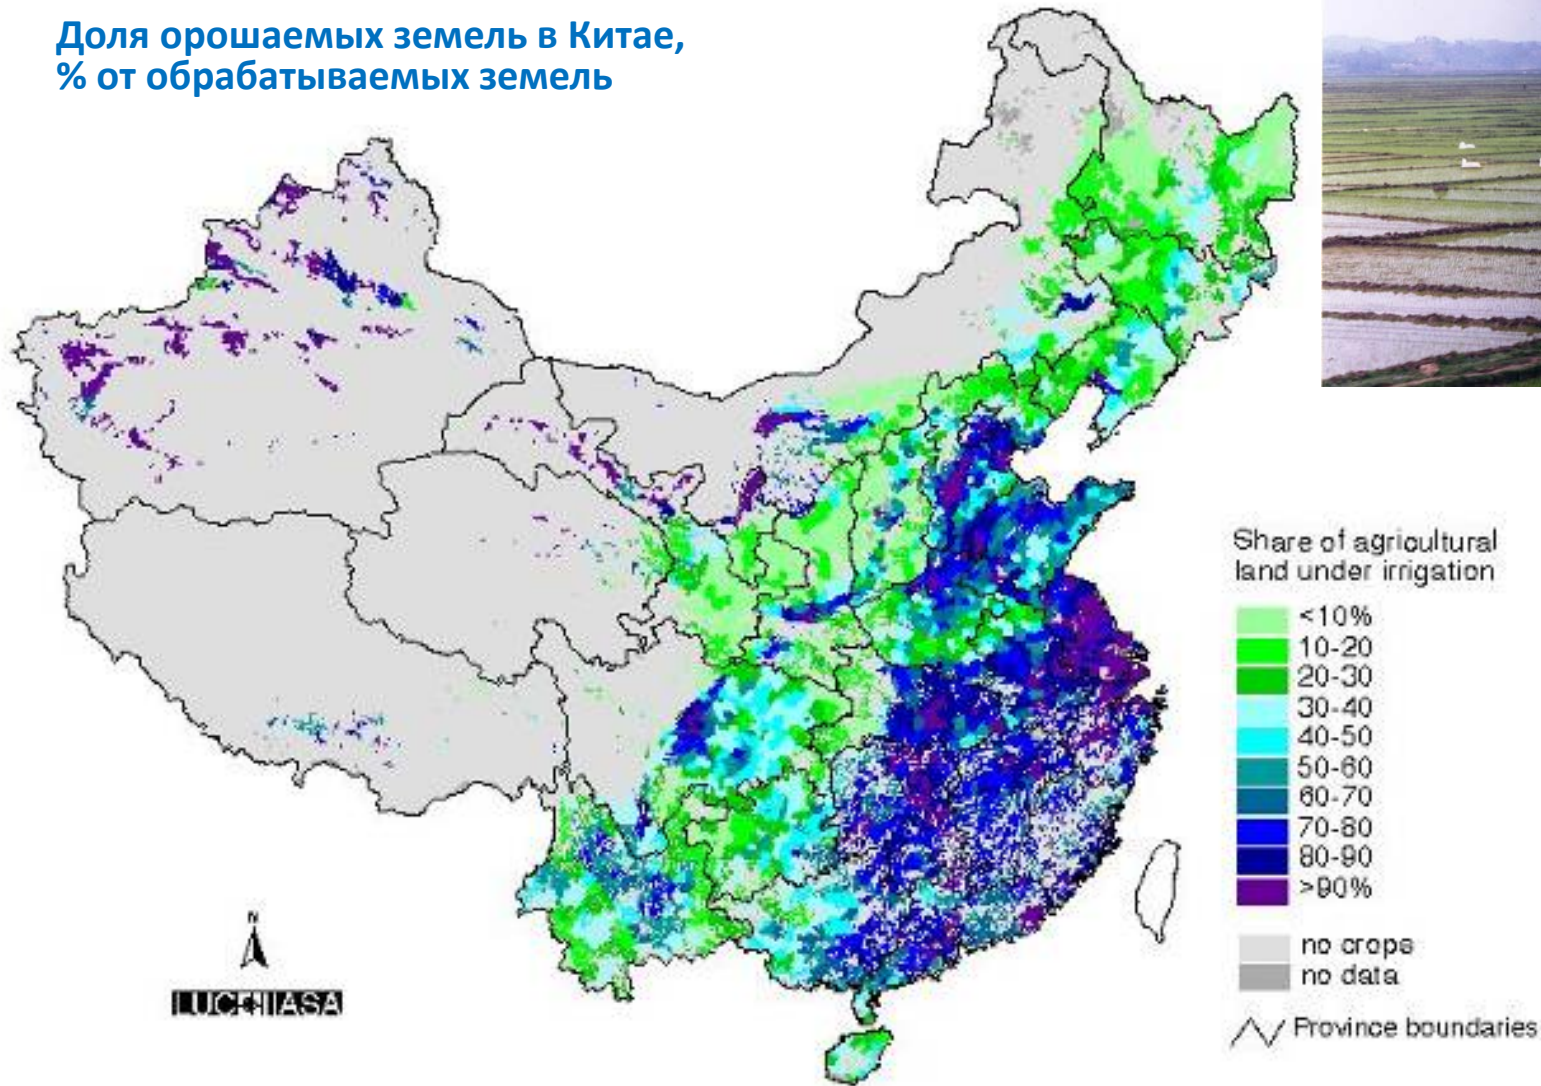 Доля орошаемых земель в Китае,
% от обрабатываемых земель
Share of agricultural
land under irrigation
<10%
10-20
20-30
30-40
40-50
50-60
60-70
70-80
80-90
>90%
no crops
no data
Province boundaries
N
LUC-IIASA